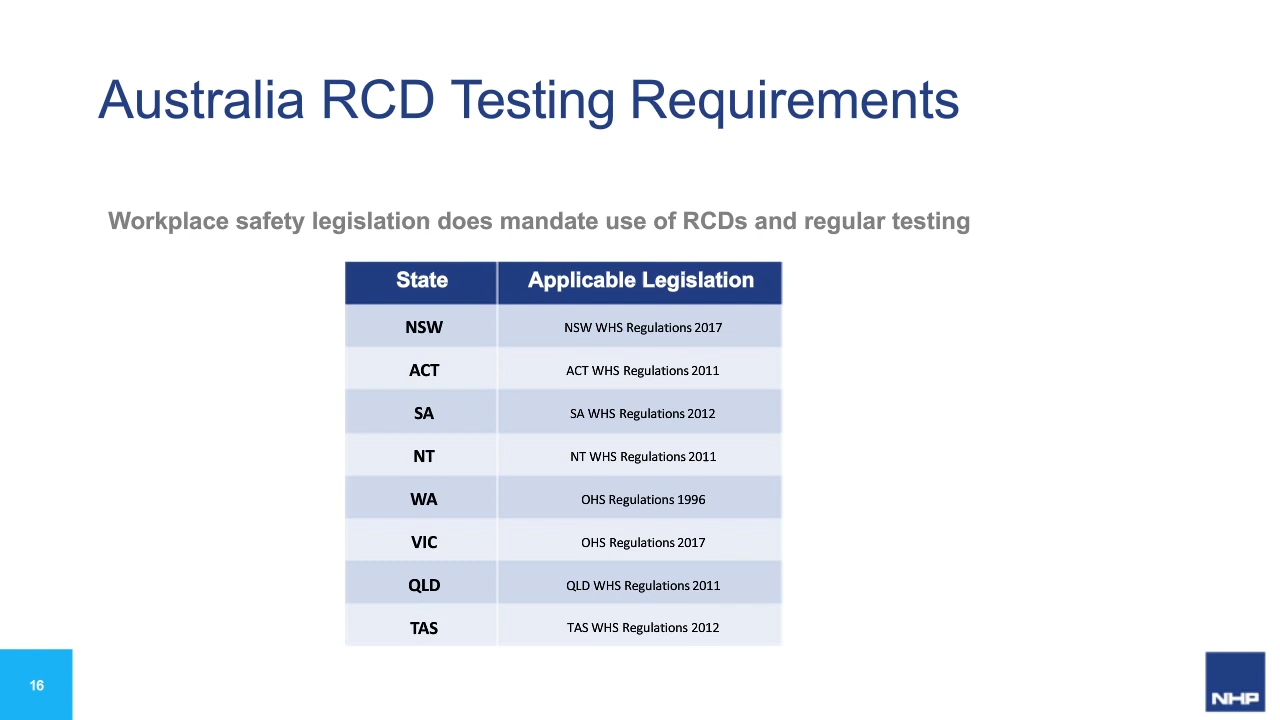 Australia RCD Testing Requirements
Workplace safety legislation does mandate use of RCDs and regular testing
State Applicable Legislation
NSW NSW WHS Regulations 2017
ACT ACT WHS Regulations 2011
SA SA WHS Regulations 2012
NT NT WHS Regulations 2011
WA OHS Regulations 1996
VIC OHS Regulations 2017
QLD QLD WHS Regulations 2011
TAS TAS WHS Regulations 2012
16
NHP